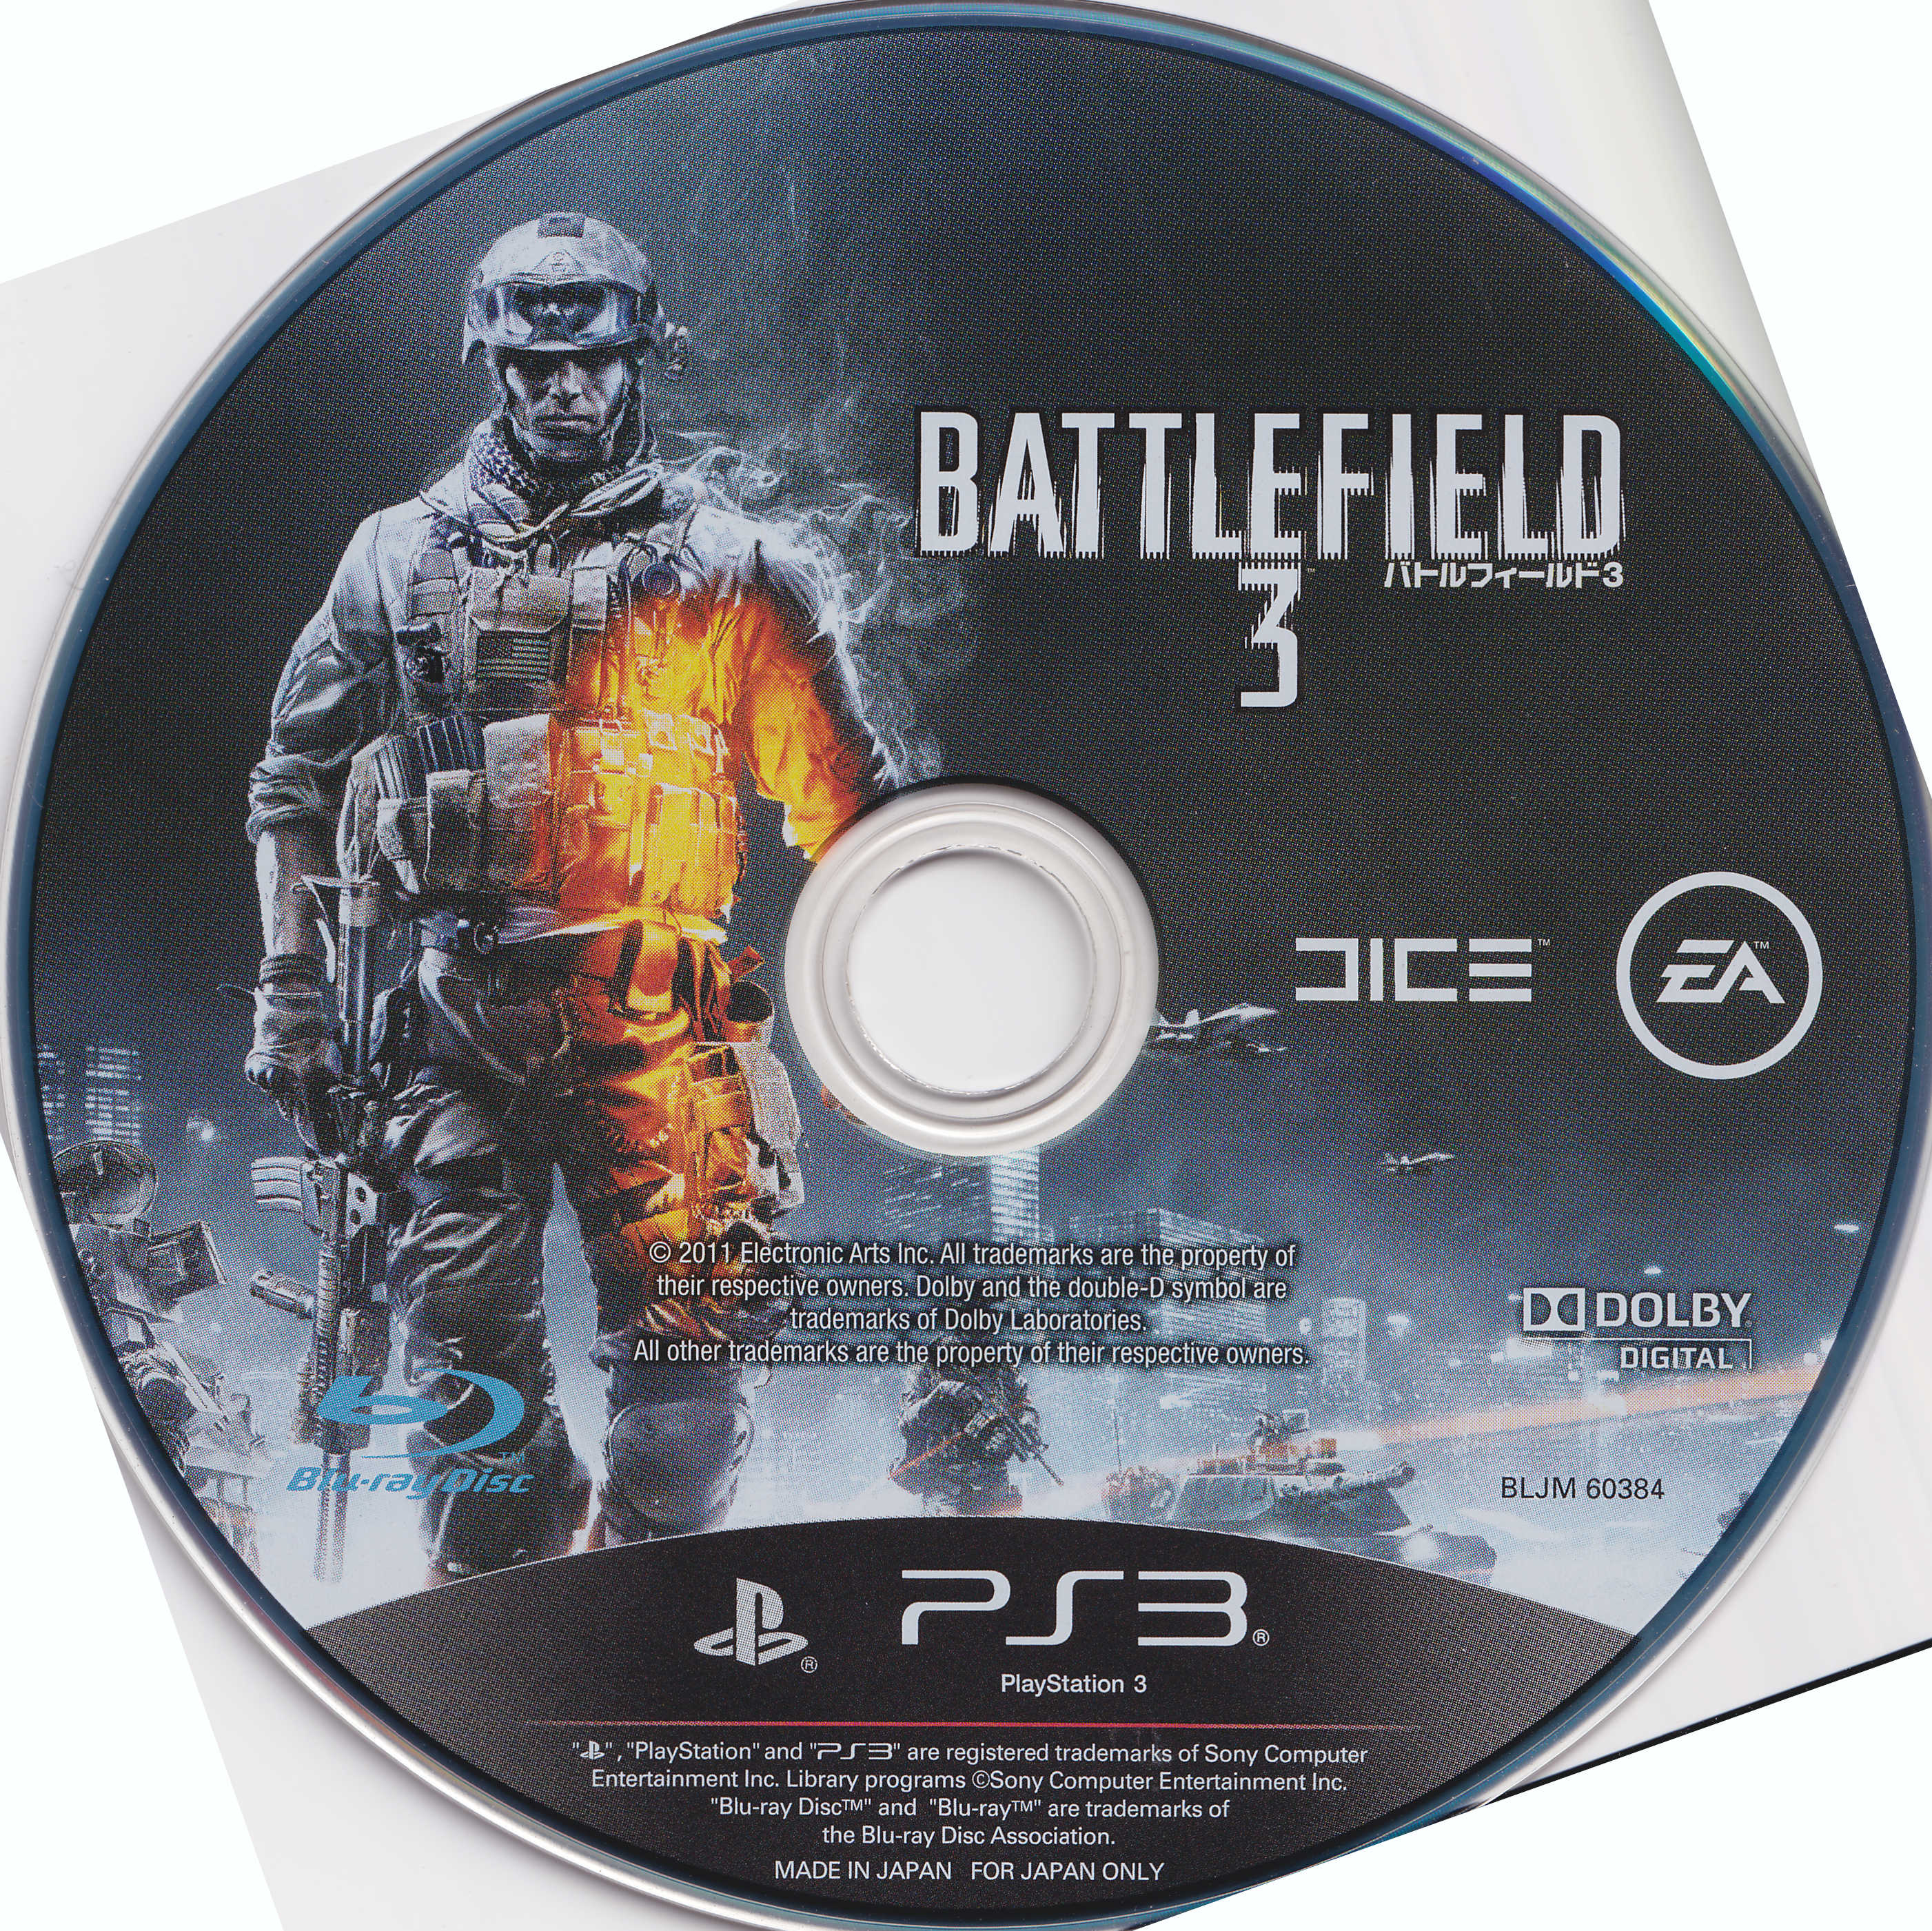 BATTLEFIELD
3™
バトルフィールド3
DICE™
EA™
© 2011 Electronic Arts Inc. All trademarks are the property of
their respective owners. Dolby and the double-D symbol are
trademarks of Dolby Laboratories.
All other trademarks are the property of their respective owners.
DOLBY®
DIGITAL
Blu-ray Disc™
BLJM 60384
PS3®
PlayStation 3
" ", "PlayStation" and "PS3" are registered trademarks of Sony Computer
Entertainment Inc. Library programs ©Sony Computer Entertainment Inc.
"Blu-ray Disc™" and "Blu-ray™" are trademarks of
the Blu-ray Disc Association.
MADE IN JAPAN FOR JAPAN ONLY